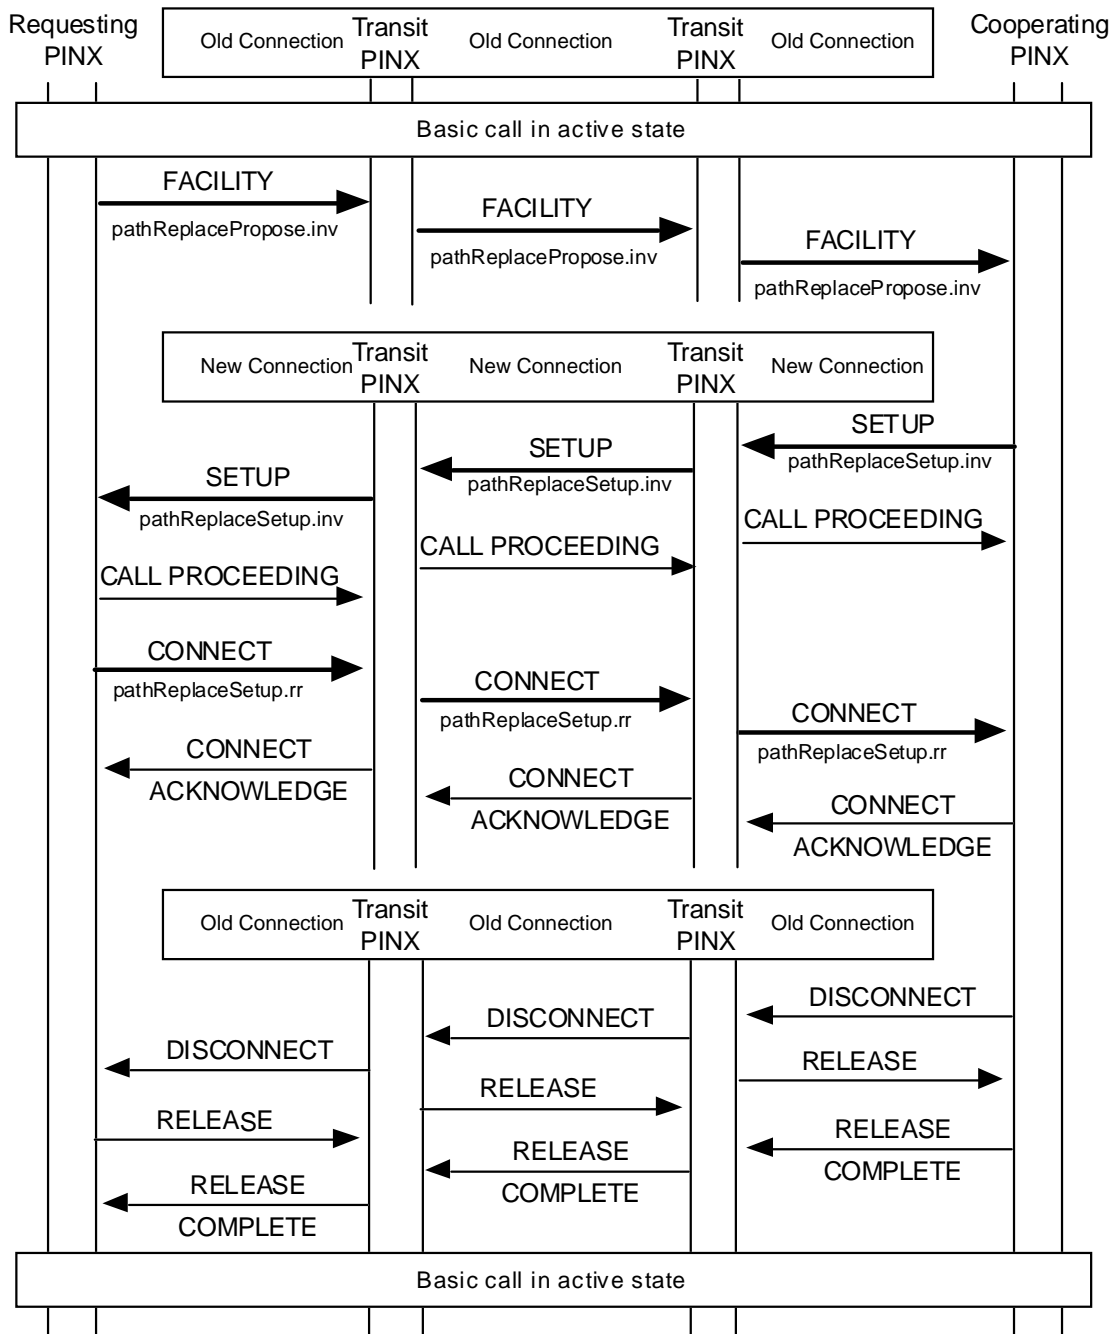 Requesting
PINX
Old Connection
Transit
PINX
Old Connection
Transit
PINX
Old Connection
Cooperating
PINX
Basic call in active state
FACILITY
pathReplacePropose.inv
FACILITY
pathReplacePropose.inv
FACILITY
pathReplacePropose.inv
New Connection
Transit
PINX
New Connection
Transit
PINX
New Connection
SETUP
pathReplaceSetup.inv
SETUP
pathReplaceSetup.inv
SETUP
pathReplaceSetup.inv
CALL PROCEEDING
CALL PROCEEDING
CALL PROCEEDING
CONNECT
pathReplaceSetup.rr
CONNECT
pathReplaceSetup.rr
CONNECT
pathReplaceSetup.rr
CONNECT
ACKNOWLEDGE
CONNECT
ACKNOWLEDGE
CONNECT
ACKNOWLEDGE
Old Connection
Transit
PINX
Old Connection
Transit
PINX
Old Connection
DISCONNECT
DISCONNECT
DISCONNECT
RELEASE
RELEASE
RELEASE
RELEASE
COMPLETE
RELEASE
COMPLETE
RELEASE
COMPLETE
Basic call in active state